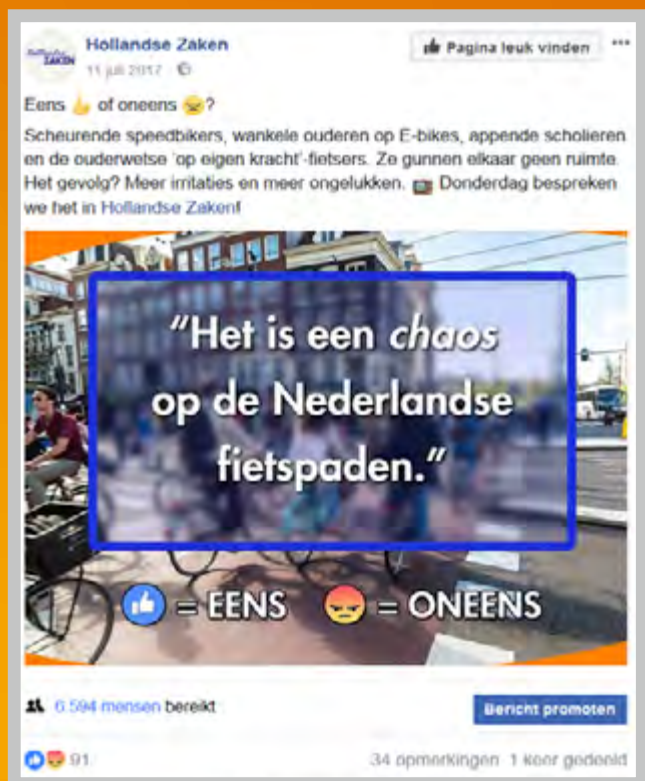 Hollandse Zaken
Hollandse ZAKEN
Pagina leuk vinden
11 juli 2017
Eens 👍 of oneens 😠?
Scheurende speedbikers, wankele ouderen op E-bikes, appende scholieren
en de ouderwetse 'op eigen kracht'-fietsers. Ze gunnen elkaar geen ruimte.
Het gevolg? Meer irritaties en meer ongelukken. 📺 Donderdag bespreken
we het in Hollandse Zaken!
"Het is een chaos
op de Nederlandse
fietspaden."
= EENS = ONEENS
6.594 mensen bereikt
Bericht promoten
91
34 opmerkingen 1 keer gedeeld